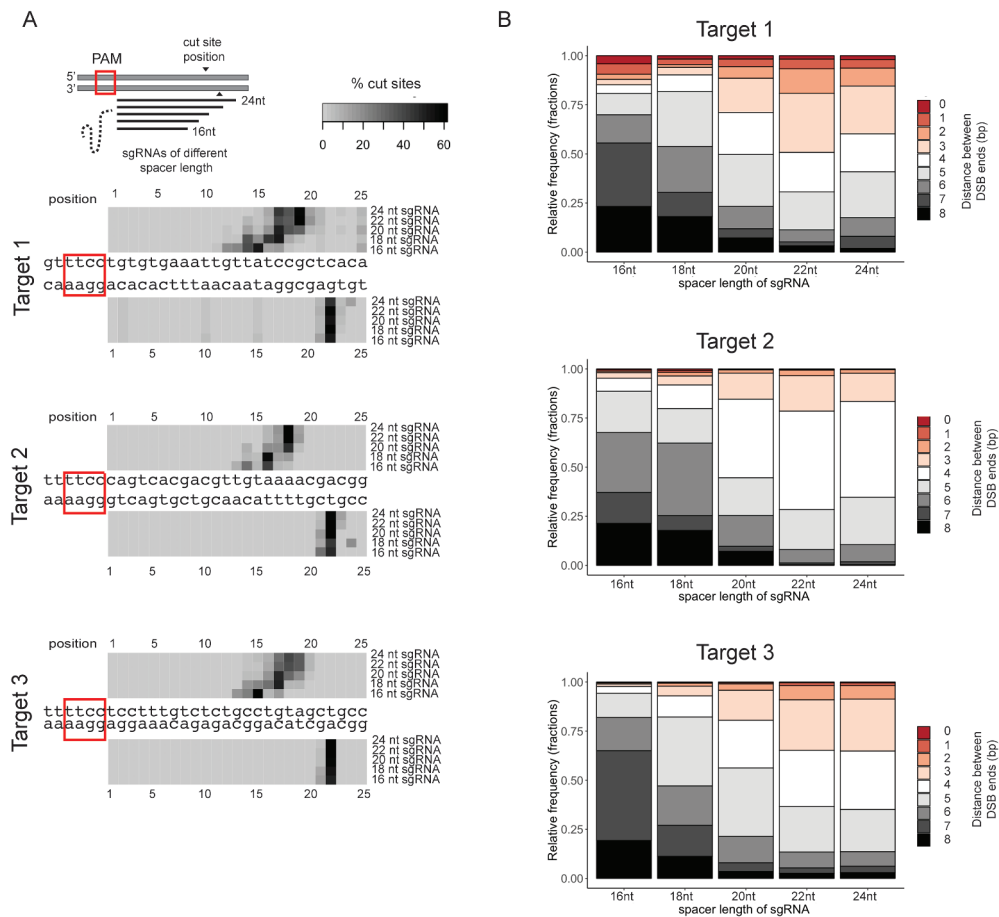 A
PAM
cut site
position
5'
3'
24nt
16nt
sgRNAs of different
spacer length
% cut sites
0 20 40 60
position 1 5 10 15 20 25
Target 1
24 nt sgRNA
22 nt sgRNA
20 nt sgRNA
18 nt sgRNA
16 nt sgRNA
gtttcctgtgtgaaattgttatccgctcaca
caaaggacacactttaacaataggcgagtgt
24 nt sgRNA
22 nt sgRNA
20 nt sgRNA
18 nt sgRNA
16 nt sgRNA
1 5 10 15 20 25
position 1 5 10 15 20 25
Target 2
24 nt sgRNA
22 nt sgRNA
20 nt sgRNA
18 nt sgRNA
16 nt sgRNA
ttttcccagtcacgacgttgtaaaacgacgg
aaaagggtcagtgctgcaacattttgctgcc
24 nt sgRNA
22 nt sgRNA
20 nt sgRNA
18 nt sgRNA
16 nt sgRNA
1 5 10 15 20 25
position 1 5 10 15 20 25
Target 3
24 nt sgRNA
22 nt sgRNA
20 nt sgRNA
18 nt sgRNA
16 nt sgRNA
ttttcctcctttgtctctgcctgtagctgcc
aaaaggaggaaacagagacggacatcgacgg
24 nt sgRNA
22 nt sgRNA
20 nt sgRNA
18 nt sgRNA
16 nt sgRNA
1 5 10 15 20 25
B
Target 1
Relative frequency (fractions)
1.00
0.75
0.50
0.25
0.00
16nt 18nt 20nt 22nt 24nt
spacer length of sgRNA
0
1
2
3
4
5
6
7
8
Distance between
DSB ends (bp)
Target 2
Relative frequency (fractions)
1.00
0.75
0.50
0.25
0.00
16nt 18nt 20nt 22nt 24nt
spacer length of sgRNA
0
1
2
3
4
5
6
7
8
Distance between
DSB ends (bp)
Target 3
Relative frequency (fractions)
1.00
0.75
0.50
0.25
0.00
16nt 18nt 20nt 22nt 24nt
spacer length of sgRNA
0
1
2
3
4
5
6
7
8
Distance between
DSB ends (bp)